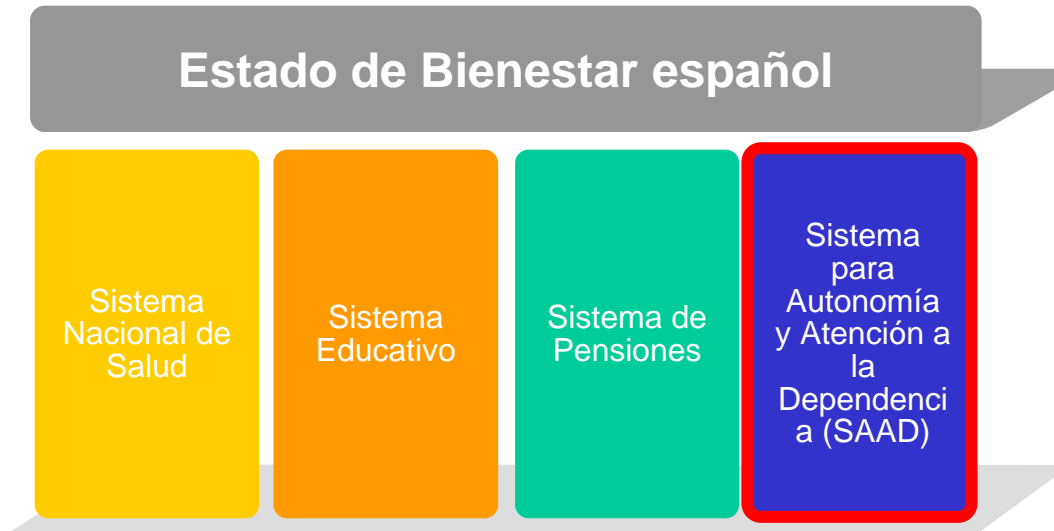 Estado de Bienestar español
Sistema
Nacional de
Salud
Sistema
Educativo
Sistema de
Pensiones
Sistema
para
Autonomía
y Atención a
la
Dependenci
a (SAAD)